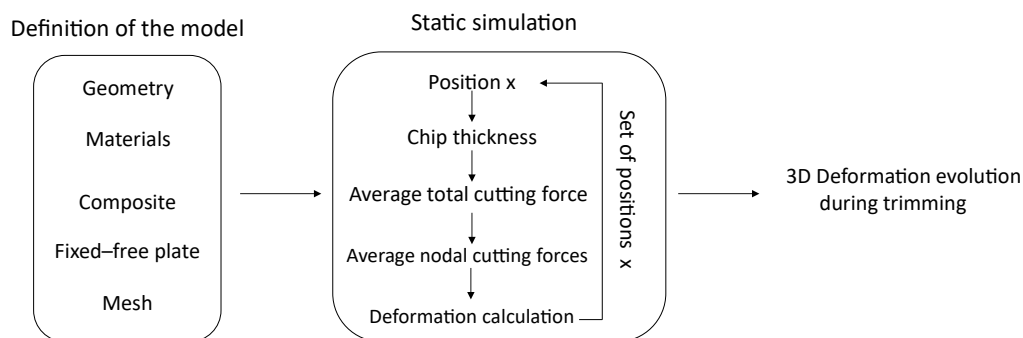 Definition of the model
Geometry
Materials
Composite
Fixed–free plate
Mesh
Static simulation
Position x
Chip thickness
Average total cutting force
Average nodal cutting forces
Deformation calculation
Set of positions x
3D Deformation evolution
during trimming